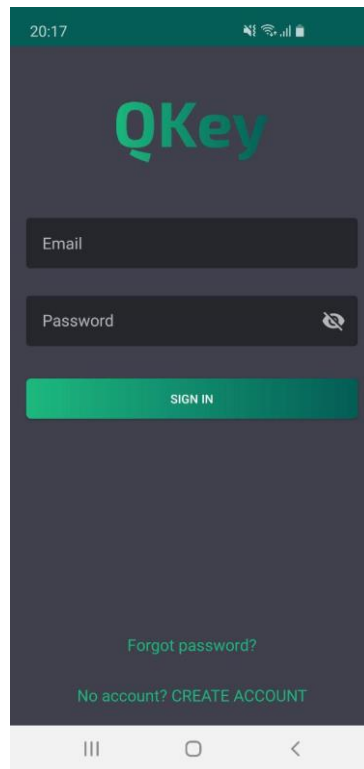 20:17
QKey
Email
Password
SIGN IN
Forgot password?
No account? CREATE ACCOUNT